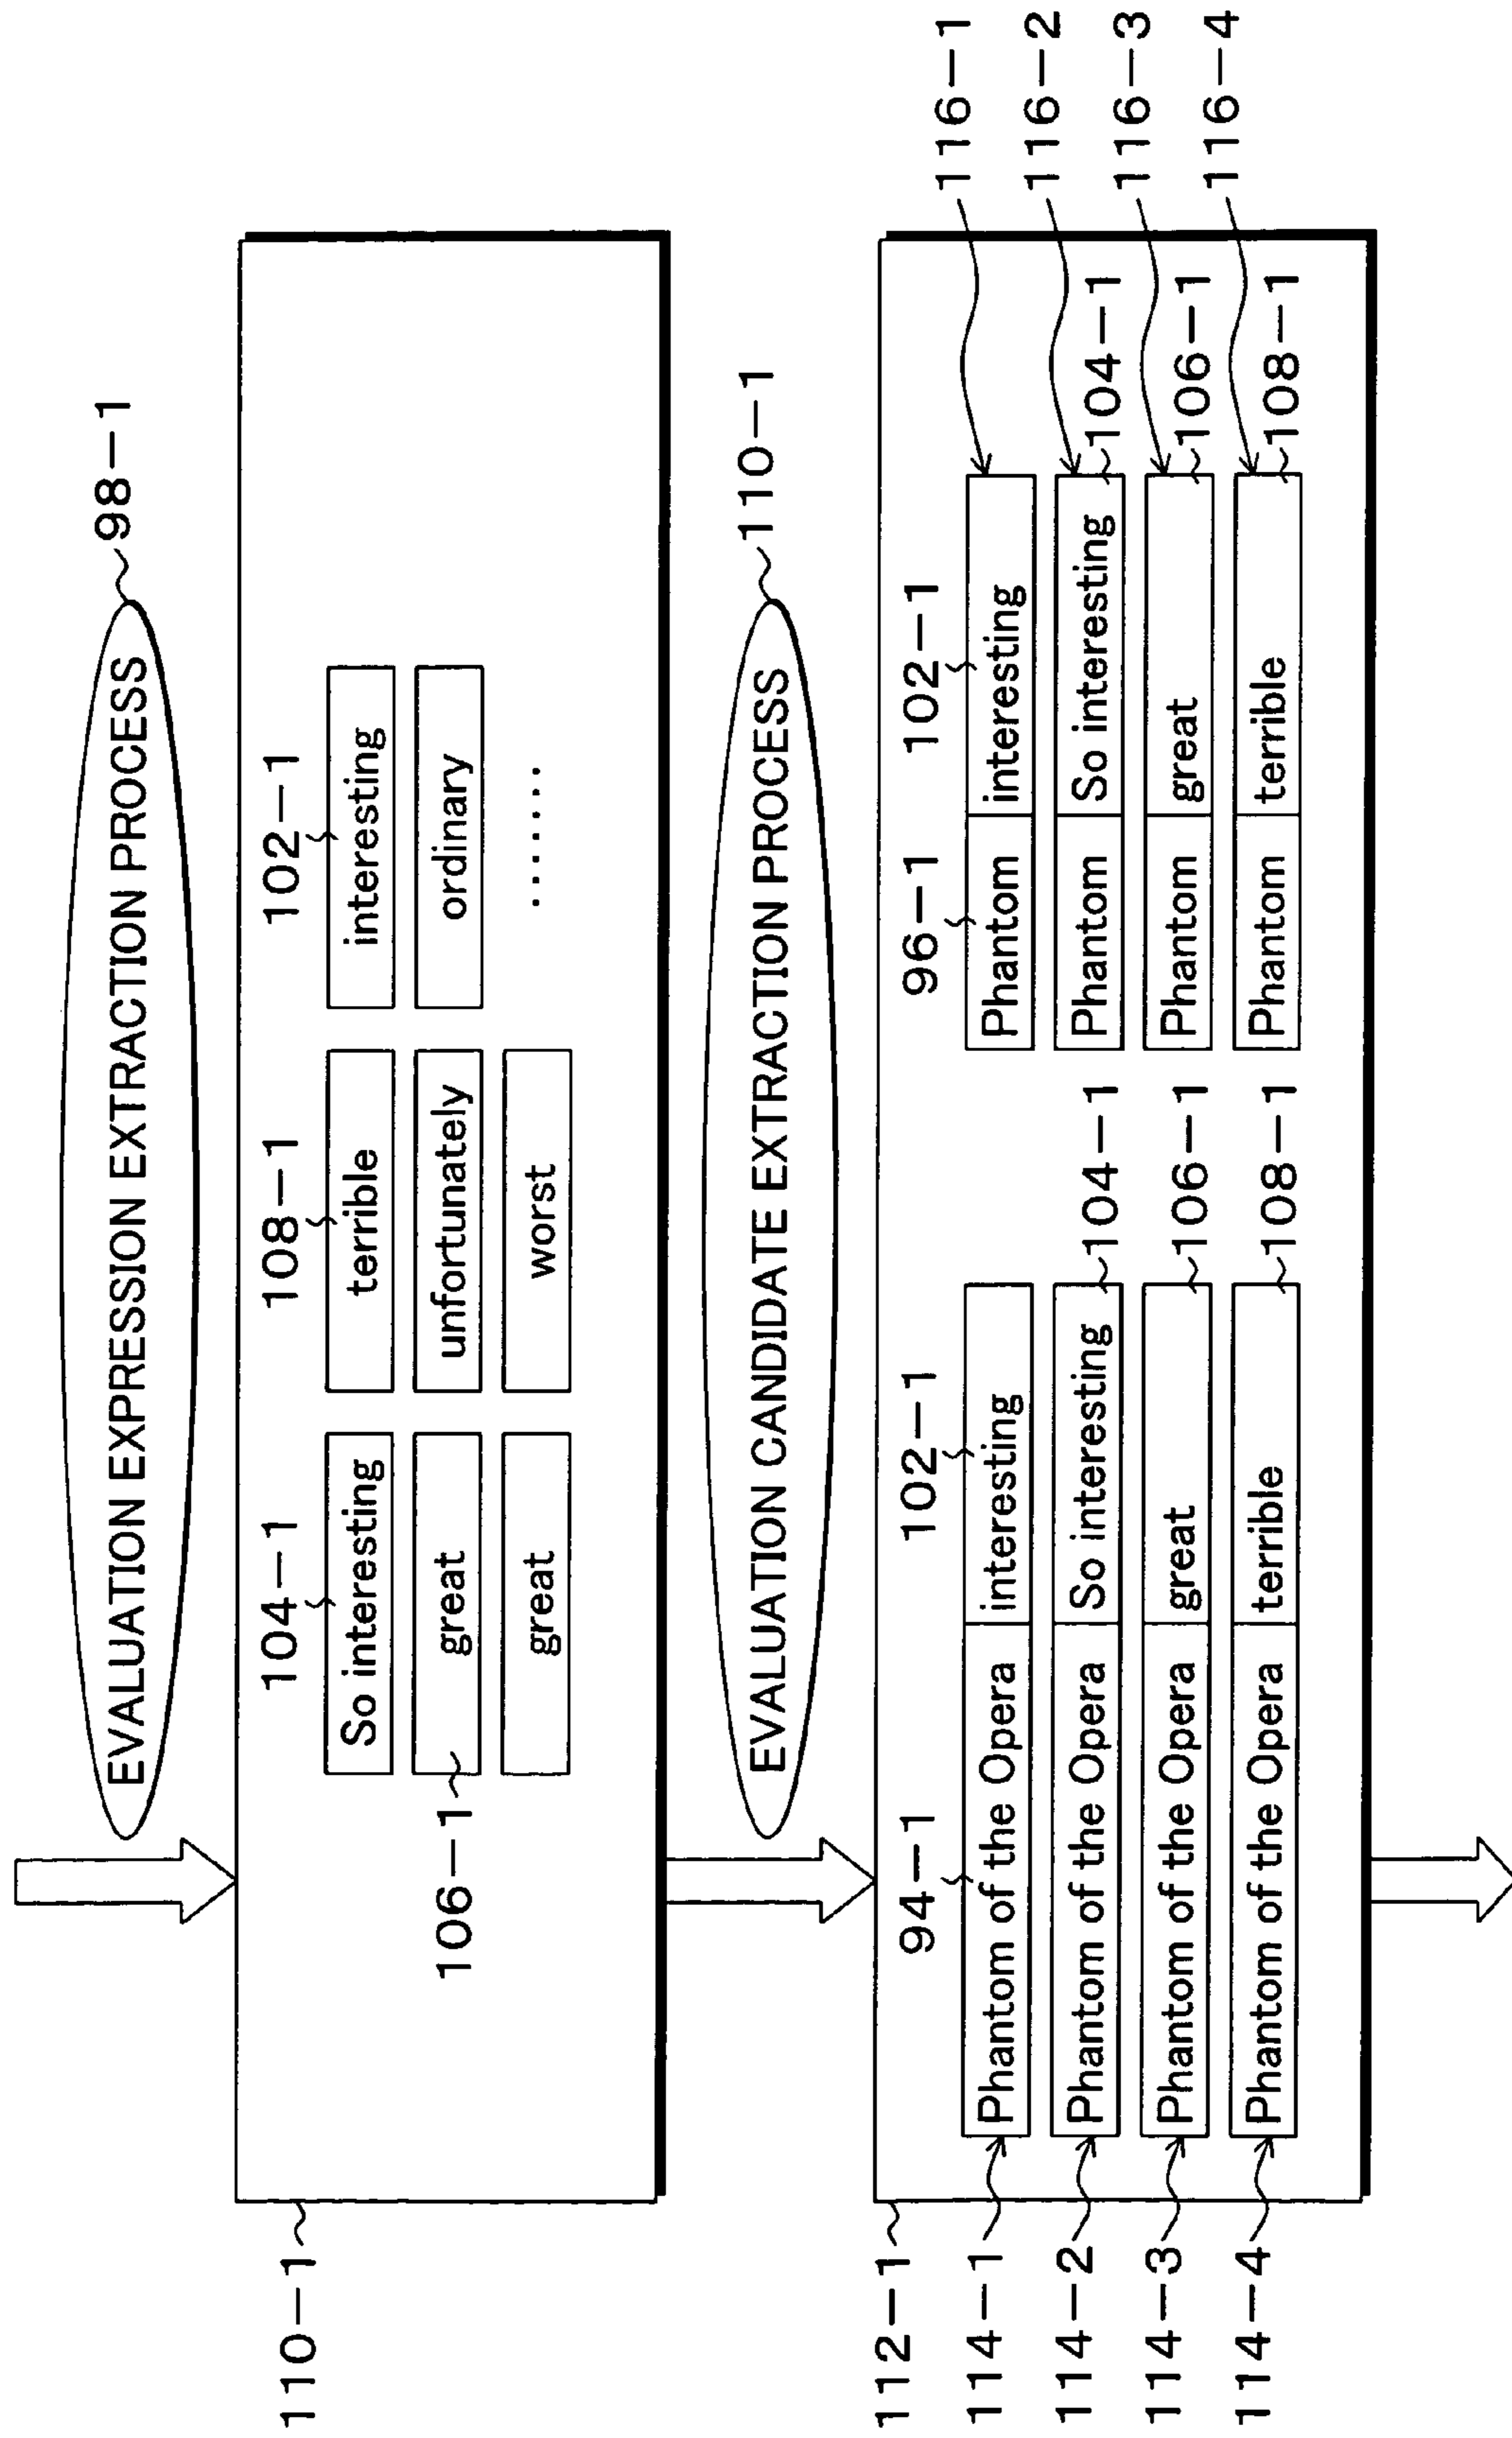 EVALUATION EXPRESSION EXTRACTION PROCESS 98-1
110-1
104-1 108-1 102-1
So interesting terrible interesting
106-1 great unfortunately ordinary
great worst .......
EVALUATION CANDIDATE EXTRACTION PROCESS 110-1
112-1
94-1 102-1 96-1 102-1 116-1
114-1 Phantom of the Opera interesting Phantom interesting
116-2
114-2 Phantom of the Opera So interesting 104-1 Phantom So interesting 104-1
116-3
114-3 Phantom of the Opera great 106-1 Phantom great 106-1
116-4
114-4 Phantom of the Opera terrible 108-1 Phantom terrible 108-1